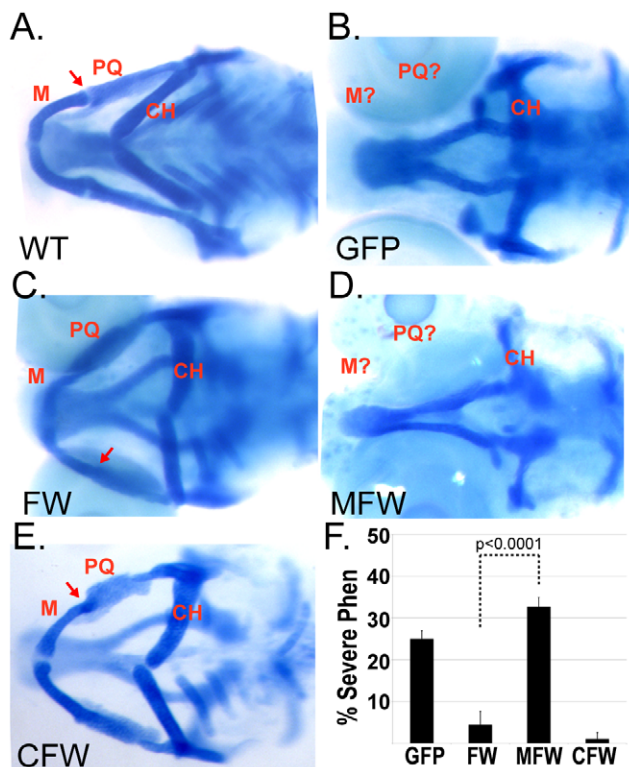 A.
PQ
M
CH
WT
B.
PQ?
M?
CH
GFP
C.
PQ
M
CH
FW
D.
PQ?
M?
CH
MFW
E.
PQ
M
CH
CFW
F.
% Severe Phen
50
40
30
20
10
p<0.0001
GFP FW MFW CFW